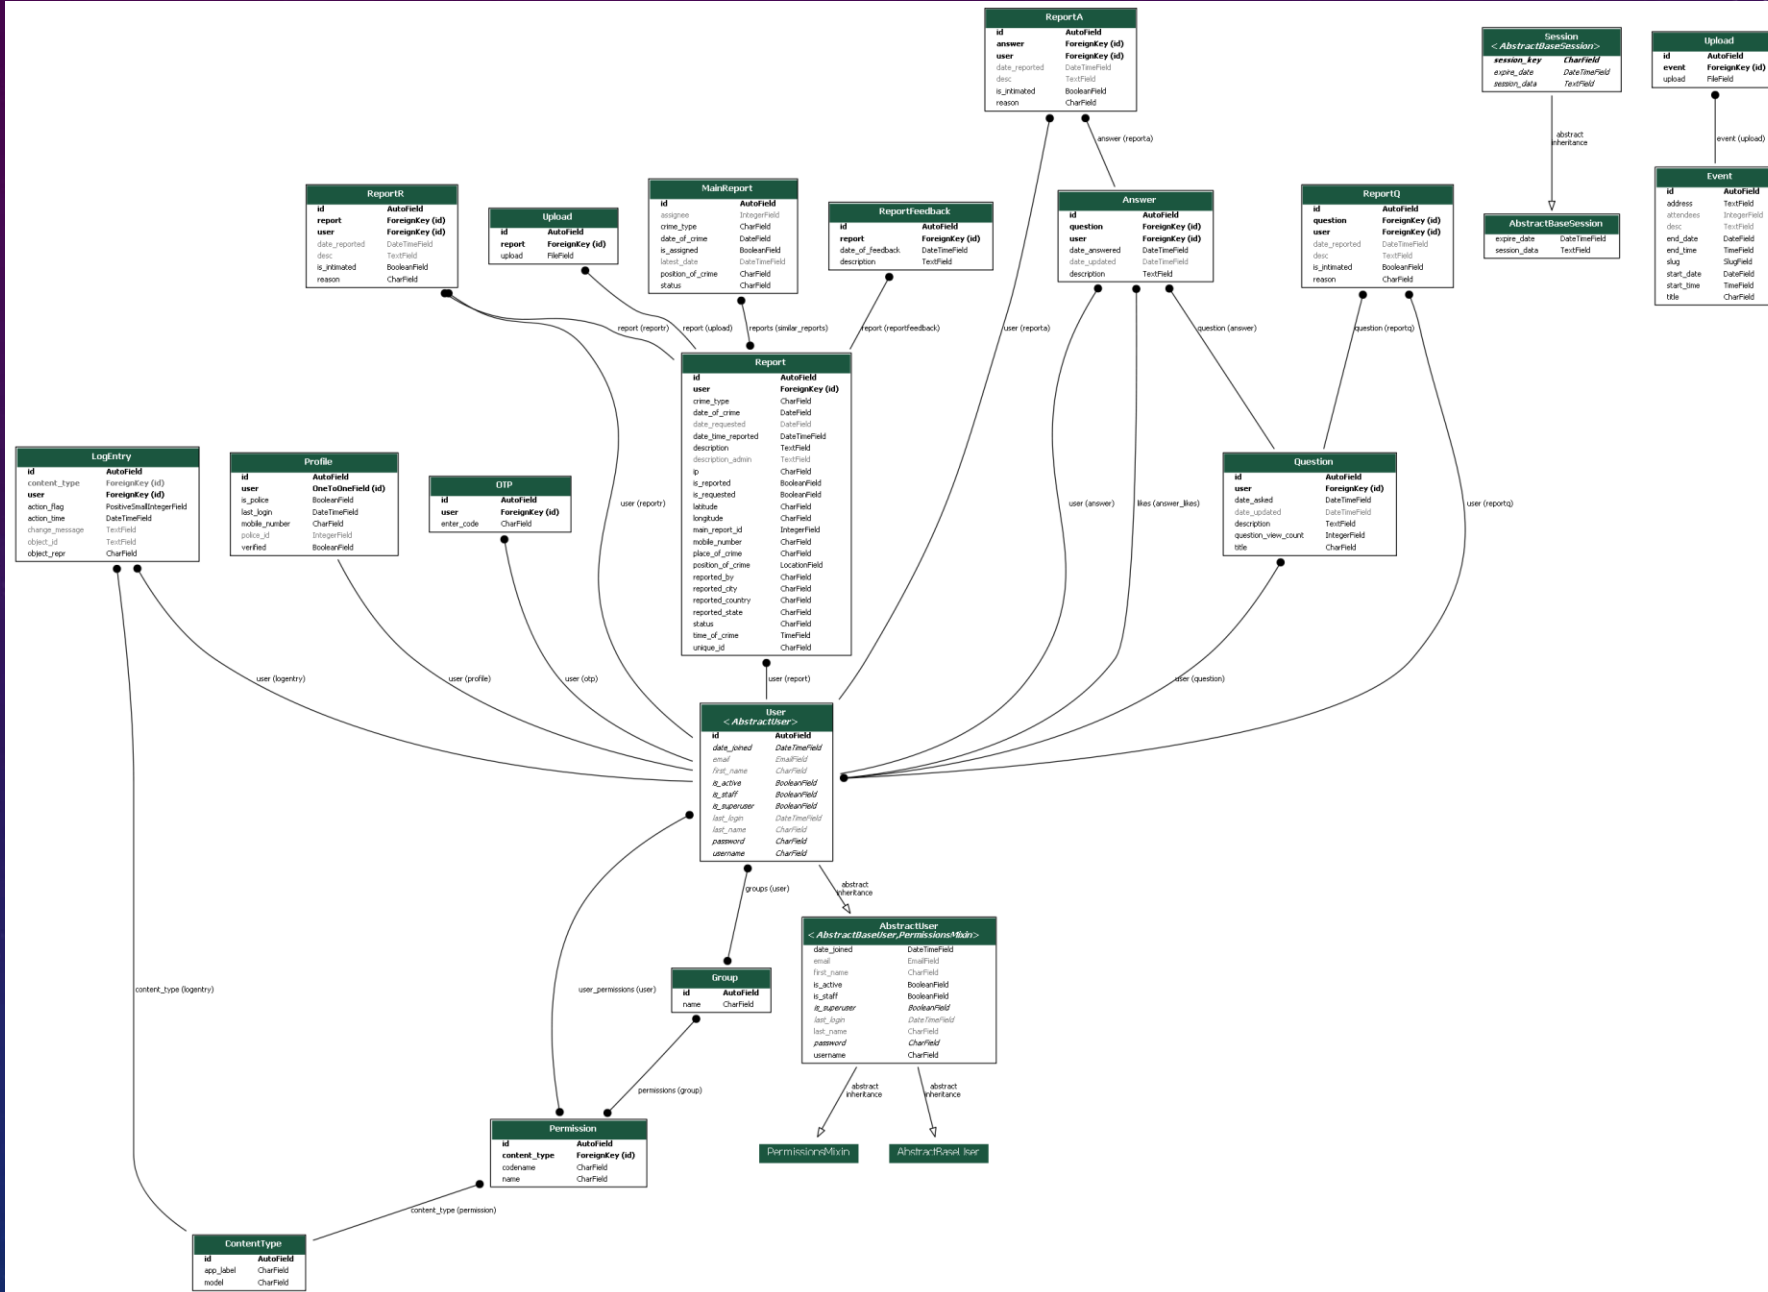 ReportA
id AutoField
answer ForeignKey (id)
user ForeignKey (id)
date_reported DateTimeField
desc TextField
is_intimated BooleanField
reason CharField
Session
<AbstractBaseSession>
session_key CharField
expire_date DateTimeField
session_data TextField
Upload
id AutoField
event ForeignKey (id)
upload FileField
answer (reporta)
abstract
inheritance
event (upload)
ReportR
id AutoField
report ForeignKey (id)
user ForeignKey (id)
date_reported DateTimeField
desc TextField
is_intimated BooleanField
reason CharField
Upload
id AutoField
report ForeignKey (id)
upload FileField
MainReport
id AutoField
assignee IntegerField
crime_type CharField
date_of_crime DateField
is_assigned BooleanField
latest_date DateTimeField
position_of_crime CharField
status CharField
ReportFeedback
id AutoField
report ForeignKey (id)
date_of_feedback DateTimeField
description TextField
Answer
id AutoField
question ForeignKey (id)
user ForeignKey (id)
date_answered DateTimeField
date_updated DateTimeField
description TextField
ReportQ
id AutoField
question ForeignKey (id)
user ForeignKey (id)
date_reported DateTimeField
desc TextField
is_intimated BooleanField
reason CharField
AbstractBaseSession
expire_date DateTimeField
session_data TextField
Event
id AutoField
address TextField
attendees IntegerField
desc TextField
end_date DateField
end_time TimeField
slug SlugField
start_date DateField
start_time TimeField
title CharField
report (reportr)
report (upload)
reports (similar_reports)
report (reportfeedback)
user (reporta)
question (answer)
question (reportq)
Report
id AutoField
user ForeignKey (id)
crime_type CharField
date_of_crime DateField
date_requested DateField
date_time_reported DateTimeField
description TextField
description_admin TextField
ip CharField
is_reported BooleanField
is_requested BooleanField
latitude CharField
longitude CharField
main_report_id IntegerField
mobile_number CharField
place_of_crime CharField
position_of_crime LocationField
reported_by CharField
reported_city CharField
reported_country CharField
reported_state CharField
status CharField
time_of_crime TimeField
unique_id CharField
LogEntry
id AutoField
content_type ForeignKey (id)
user ForeignKey (id)
action_flag PositiveSmallIntegerField
action_time DateTimeField
change_message TextField
object_id TextField
object_repr CharField
Profile
id AutoField
user OneToOneField (id)
is_police BooleanField
last_login DateTimeField
mobile_number CharField
police_id IntegerField
verified BooleanField
OTP
id AutoField
user ForeignKey (id)
enter_code CharField
user (reportr)
user (answer)
likes (answer_likes)
Question
id AutoField
user ForeignKey (id)
date_asked DateTimeField
date_updated DateTimeField
description TextField
question_view_count IntegerField
title CharField
user (reportq)
user (logentry)
user (profile)
user (otp)
user (report)
user (question)
User
<AbstractUser>
id AutoField
date_joined DateTimeField
email EmailField
first_name CharField
is_active BooleanField
is_staff BooleanField
is_superuser BooleanField
last_login DateTimeField
last_name CharField
password CharField
username CharField
groups (user)
abstract
inheritance
AbstractUser
<AbstractBaseUser,PermissionsMixin>
date_joined DateTimeField
email EmailField
first_name CharField
is_active BooleanField
is_staff BooleanField
is_superuser BooleanField
last_login DateTimeField
last_name CharField
password CharField
username CharField
content_type (logentry)
user_permissions (user)
Group
id AutoField
name CharField
permissions (group)
abstract
inheritance
abstract
inheritance
Permission
id AutoField
content_type ForeignKey (id)
codename CharField
name CharField
PermissionsMixin
AbstractBaseUser
content_type (permission)
ContentType
id AutoField
app_label CharField
model CharField